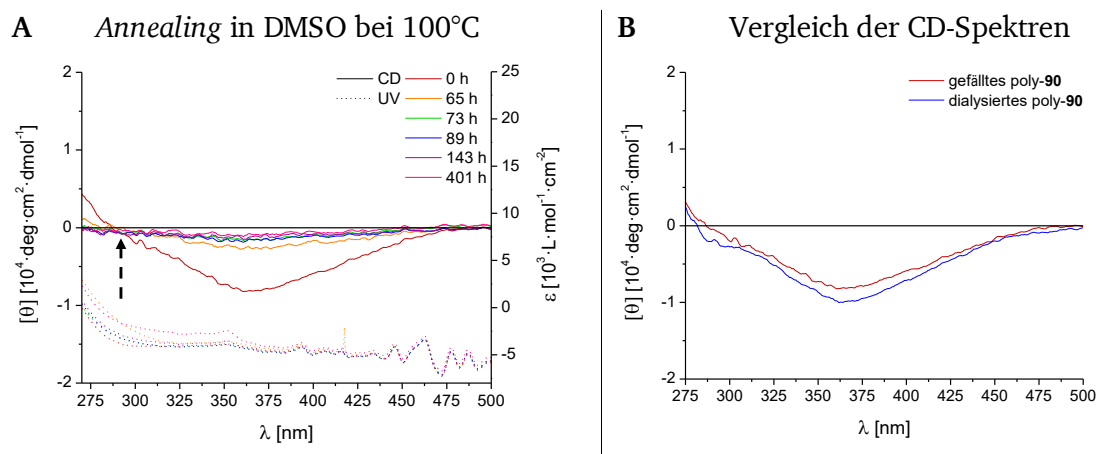 A Annealing in DMSO bei 100°C
2
1
0
-1
-2
[θ] [10⁴·deg·cm²·dmol⁻¹]
CD
UV
0 h
65 h
73 h
89 h
143 h
401 h
25
20
15
10
5
0
-5
ε [10³·L·mol⁻¹·cm⁻²]
275 300 325 350 375 400 425 450 475 500
λ [nm]
B Vergleich der CD-Spektren
2
1
0
-1
-2
[θ] [10⁴·deg·cm²·dmol⁻¹]
gefälltes poly-90
dialysiertes poly-90
275 300 325 350 375 400 425 450 475 500
λ [nm]